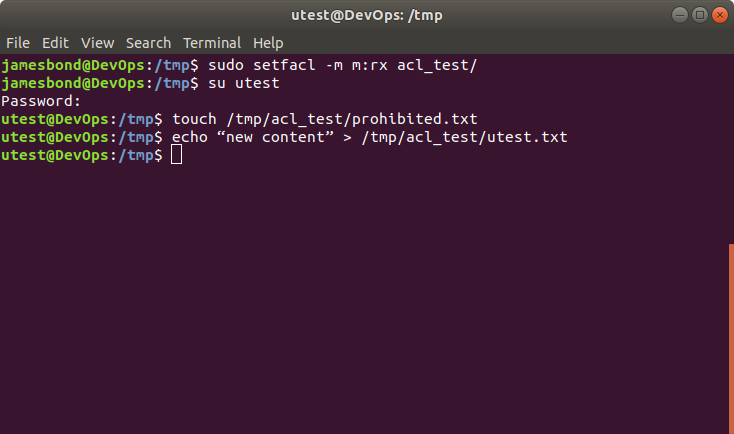 utest@DevOps: /tmp
File Edit View Search Terminal Help
jamesbond@DevOps:/tmp$ sudo setfacl -m m:rx acl_test/
jamesbond@DevOps:/tmp$ su utest
Password:
utest@DevOps:/tmp$ touch /tmp/acl_test/prohibited.txt
utest@DevOps:/tmp$ echo “new content” > /tmp/acl_test/utest.txt
utest@DevOps:/tmp$